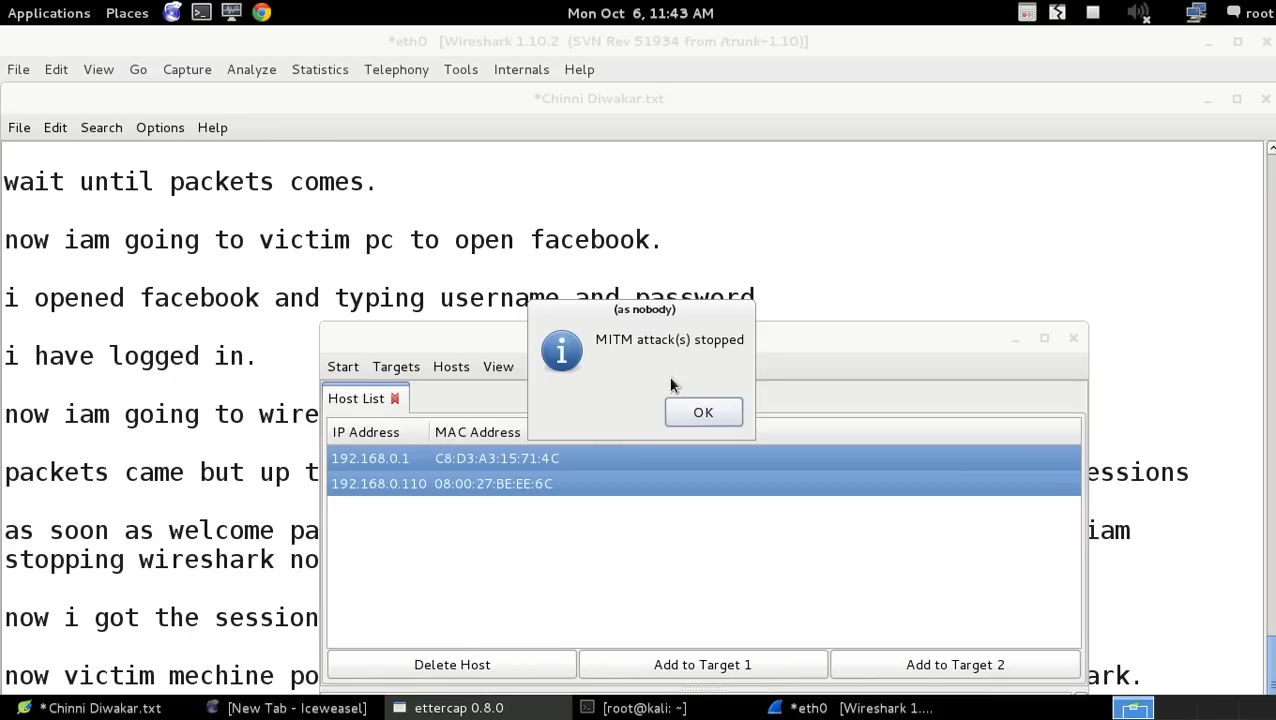 Applications Places Mon Oct 6, 11:43 AM root
*eth0 [Wireshark 1.10.2 (SVN Rev 51934 from /trunk-1.10)]
File Edit View Go Capture Analyze Statistics Telephony Tools Internals Help
*Chinni Diwakar.txt
File Edit Search Options Help
wait until packets comes.
now iam going to victim pc to open facebook.
i opened facebook and typing username and password
i have logged in.
now iam going to wire
packets came but up t
essions
as soon as welcome pa
iam
stopping wireshark no
now i got the session
now victim mechine po
ark.
(as nobody)
MITM attack(s) stopped
OK
Start Targets Hosts View
Host List
IP Address MAC Address
192.168.0.1 C8:D3:A3:15:71:4C
192.168.0.110 08:00:27:BE:EE:6C
Delete Host Add to Target 1 Add to Target 2
*Chinni Diwakar.txt [New Tab - Iceweasel] ettercap 0.8.0 [root@kali: ~] *eth0 [Wireshark 1....